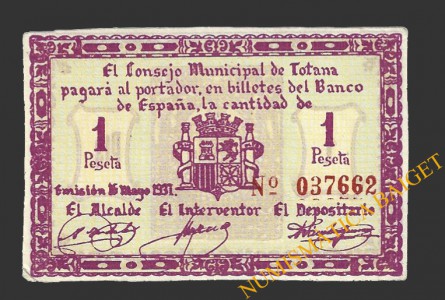 El Consejo Municipal de Totana
pagará al portador, en billetes del Banco
de España, la cantidad de
1 1
Peseta Peseta
Emisión 16 Mayo 1937. Nº 037662
El Alcalde El Interventor El Depositario
NUMISMATICA BALGET